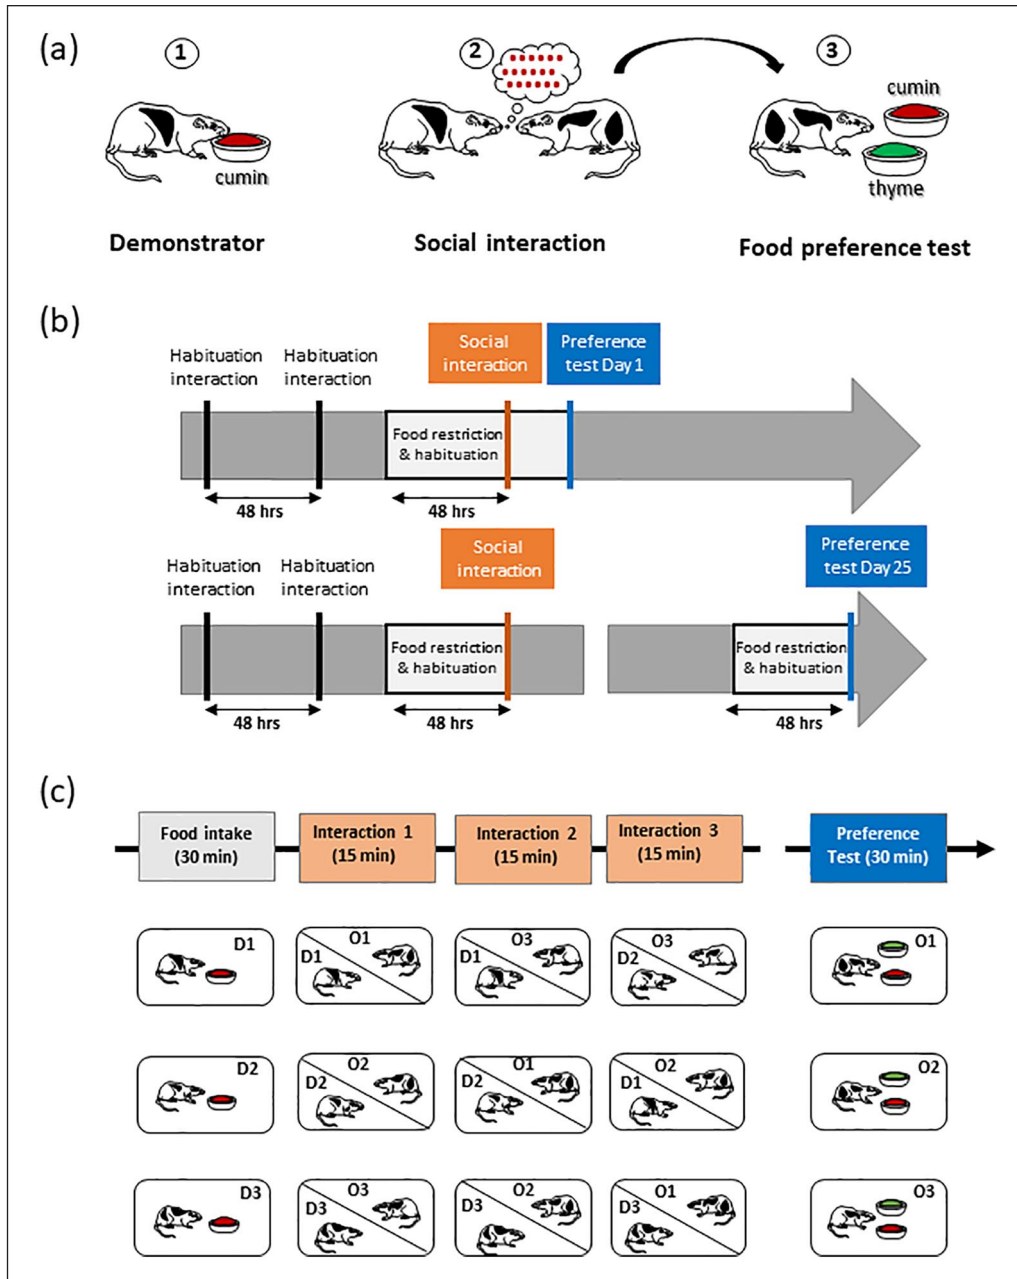 (a)
1
2
3
cumin
cumin
thyme
Demonstrator
Social interaction
Food preference test
(b)
Habituation
interaction
Habituation
interaction
Social
interaction
Preference
test Day 1
Food restriction
& habituation
48 hrs
48 hrs
Habituation
interaction
Habituation
interaction
Social
interaction
Preference
test Day 25
Food restriction
& habituation
Food restriction
& habituation
48 hrs
48 hrs
48 hrs
(c)
Food intake
(30 min)
Interaction 1
(15 min)
Interaction 2
(15 min)
Interaction 3
(15 min)
Preference
Test (30 min)
D1
O1
D1
O3
D1
O3
D2
O1
D2
O2
D2
O1
D2
O2
D1
O2
D3
O3
D3
O2
D3
O1
D3
O3